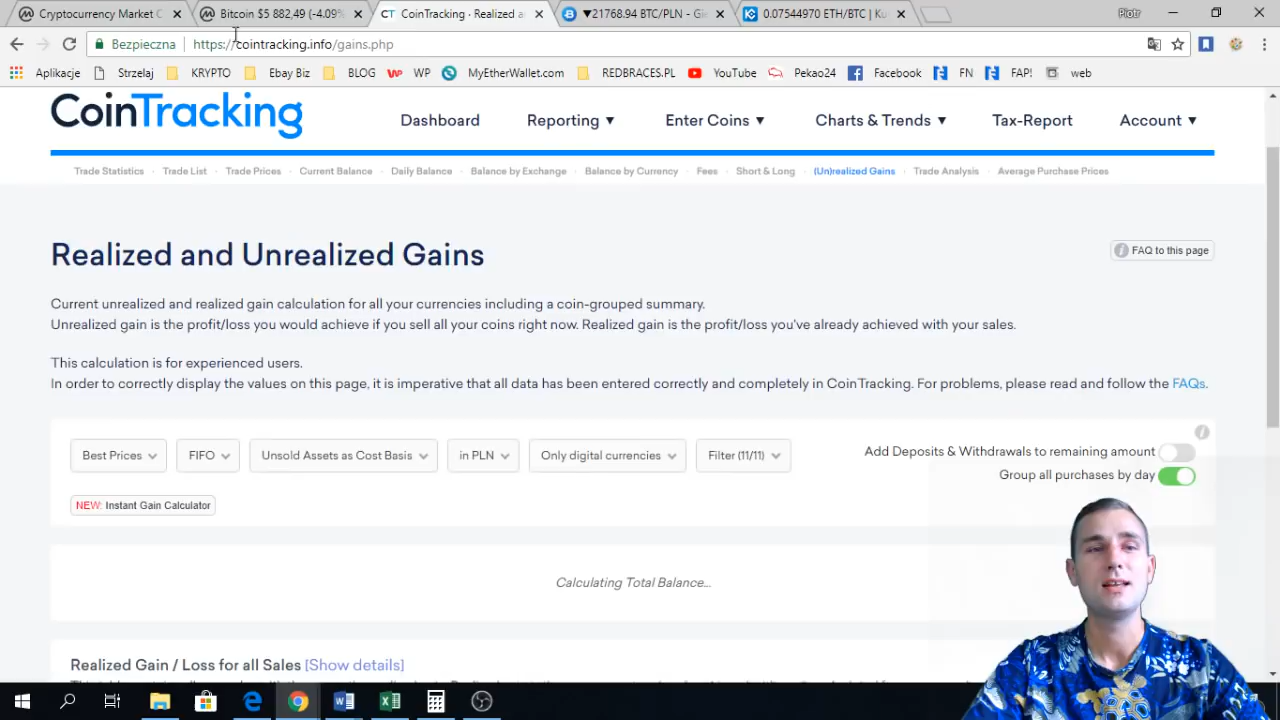 Cryptocurrency Market C
Bitcoin $5 882,49 (-4.09%
CT CoinTracking - Realized a
▼21768.94 BTC/PLN - Gie
0.07544970 ETH/BTC | Ku
Piotr
Bezpieczna
https://cointracking.info/gains.php
Aplikacje
Strzelaj
KRYPTO
Ebay Biz
BLOG
WP
MyEtherWallet.com
REDBRACES.PL
YouTube
Pekao24
Facebook
FN
FAP!
web
CoinTracking
Dashboard
Reporting ▼
Enter Coins ▼
Charts & Trends ▼
Tax-Report
Account ▼
Trade Statistics · Trade List · Trade Prices · Current Balance · Daily Balance · Balance by Exchange · Balance by Currency · Fees · Short & Long · (Un)realized Gains · Trade Analysis · Average Purchase Prices
Realized and Unrealized Gains
FAQ to this page
Current unrealized and realized gain calculation for all your currencies including a coin-grouped summary.
Unrealized gain is the profit/loss you would achieve if you sell all your coins right now. Realized gain is the profit/loss you've already achieved with your sales.
This calculation is for experienced users.
In order to correctly display the values on this page, it is imperative that all data has been entered correctly and completely in CoinTracking. For problems, please read and follow the FAQs.
Best Prices
FIFO
Unsold Assets as Cost Basis
in PLN
Only digital currencies
Filter (11/11)
Add Deposits & Withdrawals to remaining amount
Group all purchases by day
NEW: Instant Gain Calculator
Calculating Total Balance...
Realized Gain / Loss for all Sales [Show details]